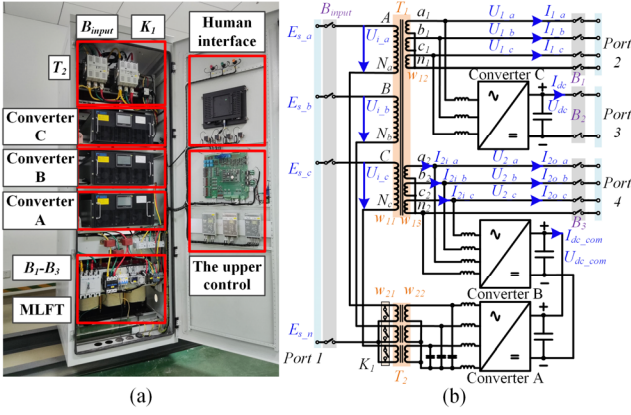 B_input
K_1
Human
interface
T_2
Converter
C
Converter
B
Converter
A
B_1-B_3
MLFT
The upper
control
(a)
B_input
A
T_1
a_1
U_1_a
I_1_a
E_s_a
U_i_a
b_1
U_1_b
I_1_b
Port
2
c_1
U_1_c
I_1_c
n_1
N_a
w_12
Converter C
B_1
I_dc
E_s_b
B
U_i_b
U_dc
B_2
Port
3
N_b
C
a_2
I_2i_a
U_2_a
I_2o_a
E_s_c
b_2
I_2i_b
U_2_b
I_2o_b
U_i_c
c_2
I_2i_c
U_2_c
I_2o_c
Port
4
N_c
n_2
w_11
w_13
B_3
I_dc_com
U_dc_com
w_21
w_22
Converter B
E_s_n
Port 1
K_1
T_2
Converter A
(b)